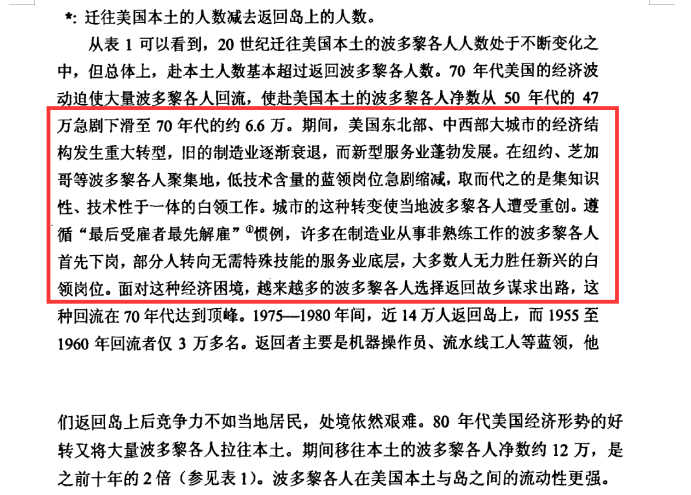 *: 迁往美国本土的人数减去返回岛上的人数。
从表 1 可以看到，20 世纪迁往美国本土的波多黎各人人数处于不断变化之
中，但总体上，赴本土人数基本超过返回波多黎各人数。70 年代美国的经济波
动迫使大量波多黎各人回流，使赴美国本土的波多黎各人净数从 50 年代的 47
万急剧下滑至 70 年代的约 6.6 万。期间，美国东北部、中西部大城市的经济结
构发生重大转型，旧的制造业逐渐衰退，而新型服务业蓬勃发展。在纽约、芝加
哥等波多黎各人聚集地，低技术含量的蓝领岗位急剧缩减，取而代之的是集知识
性、技术性于一体的白领工作。城市的这种转变使当地波多黎各人遭受重创。遵
循“最后受雇者最先解雇”①惯例，许多在制造业从事非熟练工作的波多黎各人
首先下岗，部分人转向无需特殊技能的服务业底层，大多数人无力胜任新兴的白
领岗位。面对这种经济困境，越来越多的波多黎各人选择返回故乡谋求出路，这
种回流在 70 年代达到顶峰。1975—1980 年间，近 14 万人返回岛上，而 1955 至
1960 年回流者仅 3 万多名。返回者主要是机器操作员、流水线工人等蓝领，他
们返回岛上后竞争力不如当地居民，处境依然艰难。80 年代美国经济形势的好
转又将大量波多黎各人拉往本土。期间移往本土的波多黎各人净数约 12 万，是
之前十年的 2 倍（参见表 1）。波多黎各人在美国本土与岛之间的流动性更强。